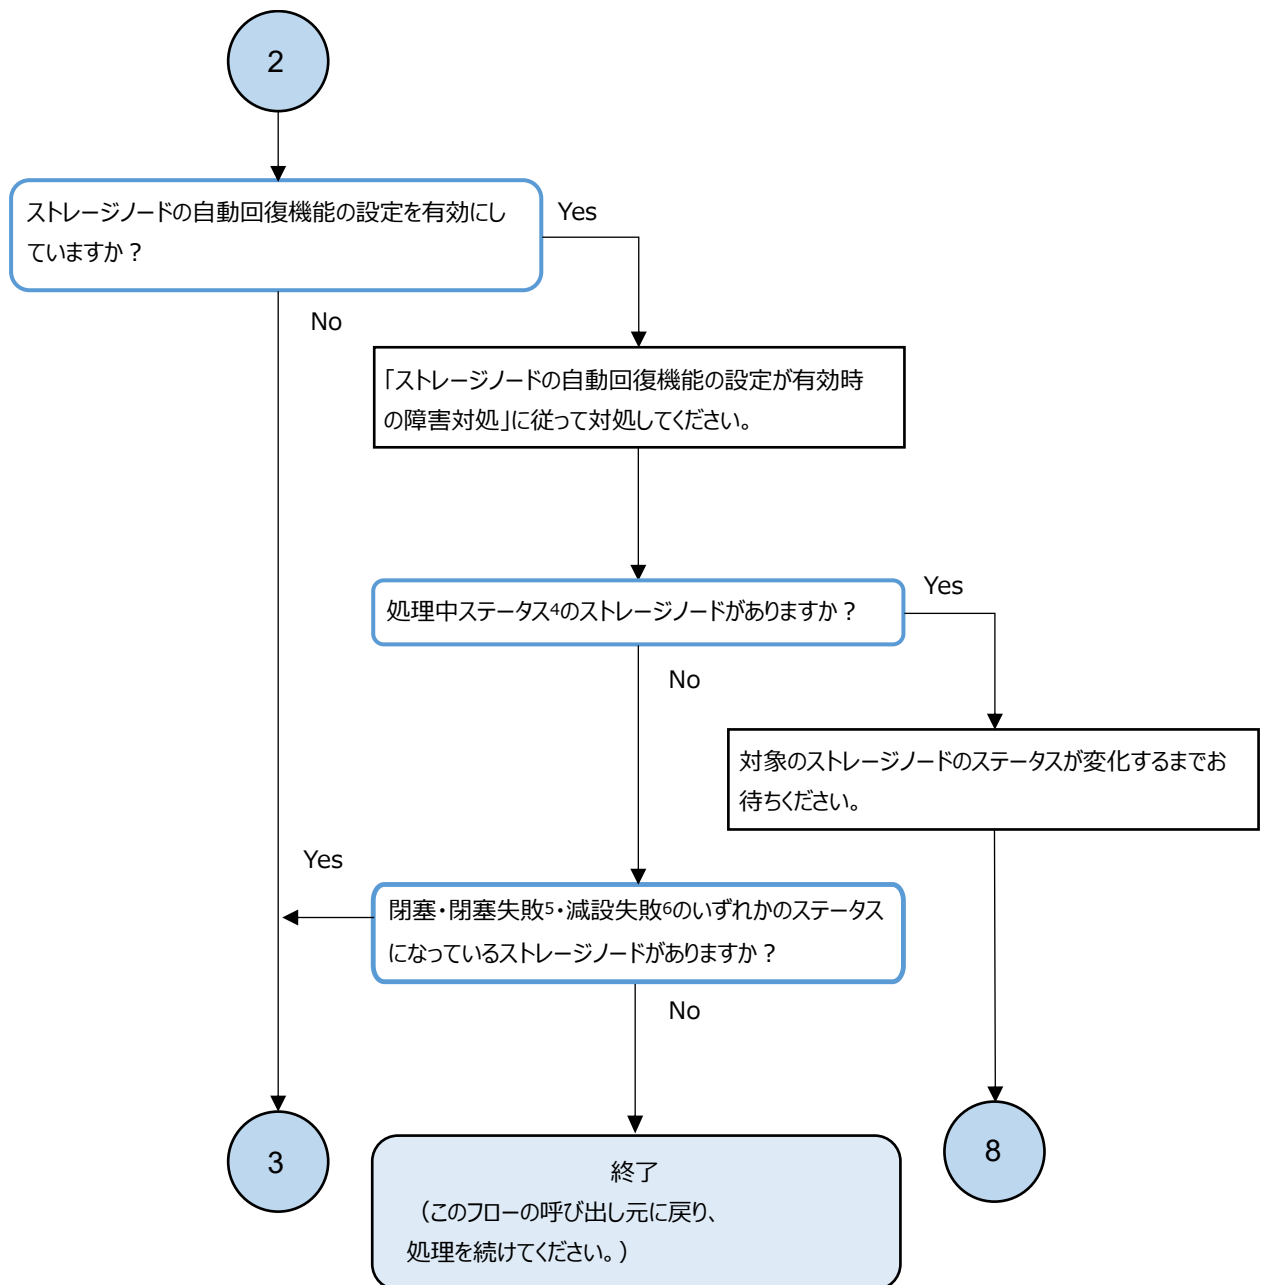 2
ストレージノードの自動回復機能の設定を有効にし
ていますか？
Yes
No
「ストレージノードの自動回復機能の設定が有効時
の障害対処」に従って対処してください。
処理中ステータス4のストレージノードがありますか？
Yes
No
対象のストレージノードのステータスが変化するまでお
待ちください。
Yes
閉塞・閉塞失敗5・減設失敗6のいずれかのステータス
になっているストレージノードがありますか？
No
3
終了
（このフローの呼び出し元に戻り、
処理を続けてください。）
8